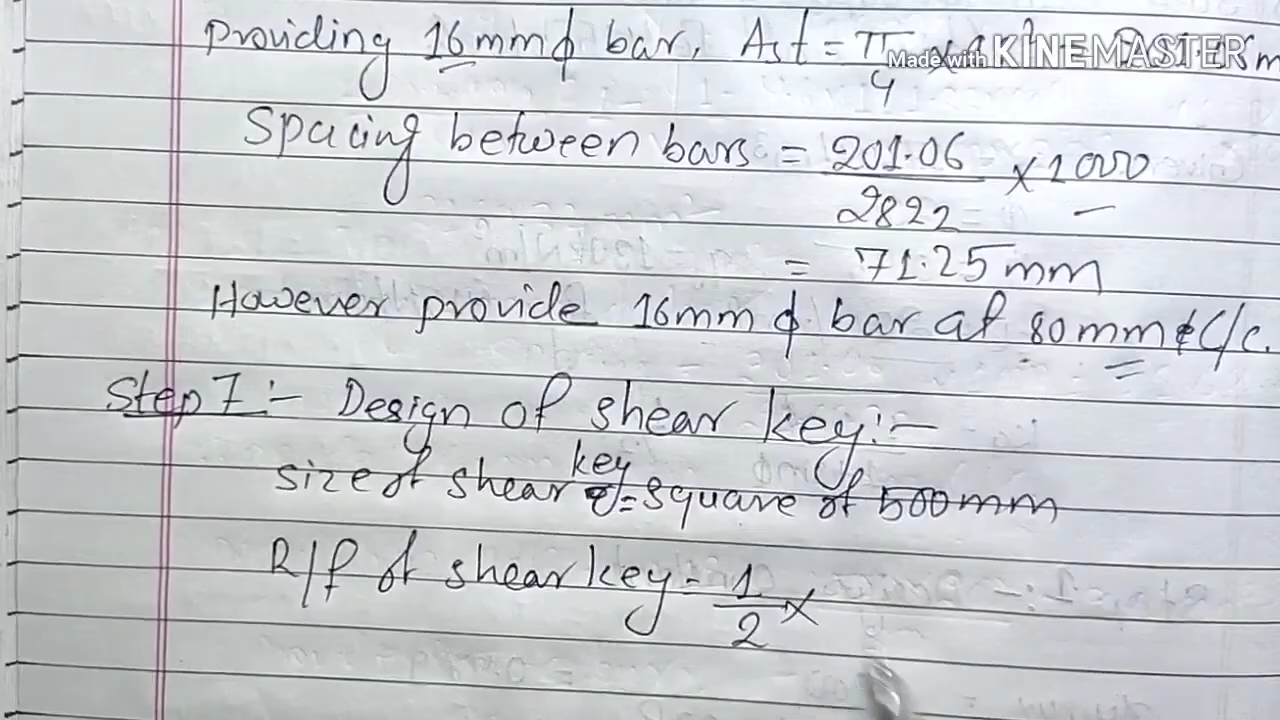 Providing 16mm ϕ bar, Ast = π/4 ×
Made with KINEMASTER
Spacing between bars = 201.06/2822 × 1000
= 71.25 mm
However provide 16mm ϕ bar at 80mm C/c.
Step 7:- Design of shear key:-
size of shear key = square of 500mm
R/f of shear key = 1/2 ×